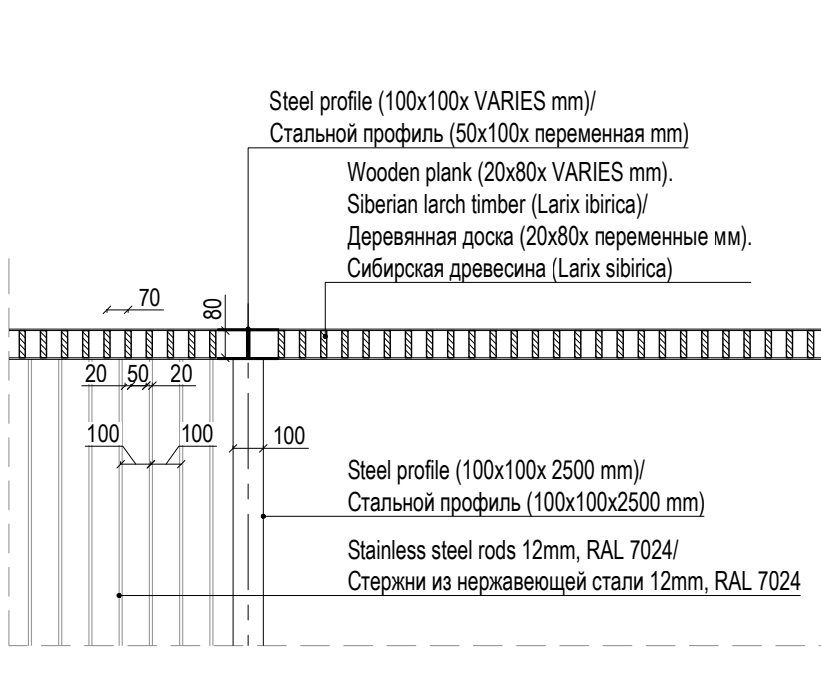 Steel profile (100x100x VARIES mm)/
Стальной профиль (50x100x переменная mm)
Wooden plank (20x80x VARIES mm).
Siberian larch timber (Larix ibirica)/
Деревянная доска (20x80x переменные мм).
Сибирская древесина (Larix sibirica)
70
80
20 50 20
100 100
100
Steel profile (100x100x 2500 mm)/
Стальной профиль (100x100x2500 mm)
Stainless steel rods 12mm, RAL 7024/
Стержни из нержавеющей стали 12mm, RAL 7024